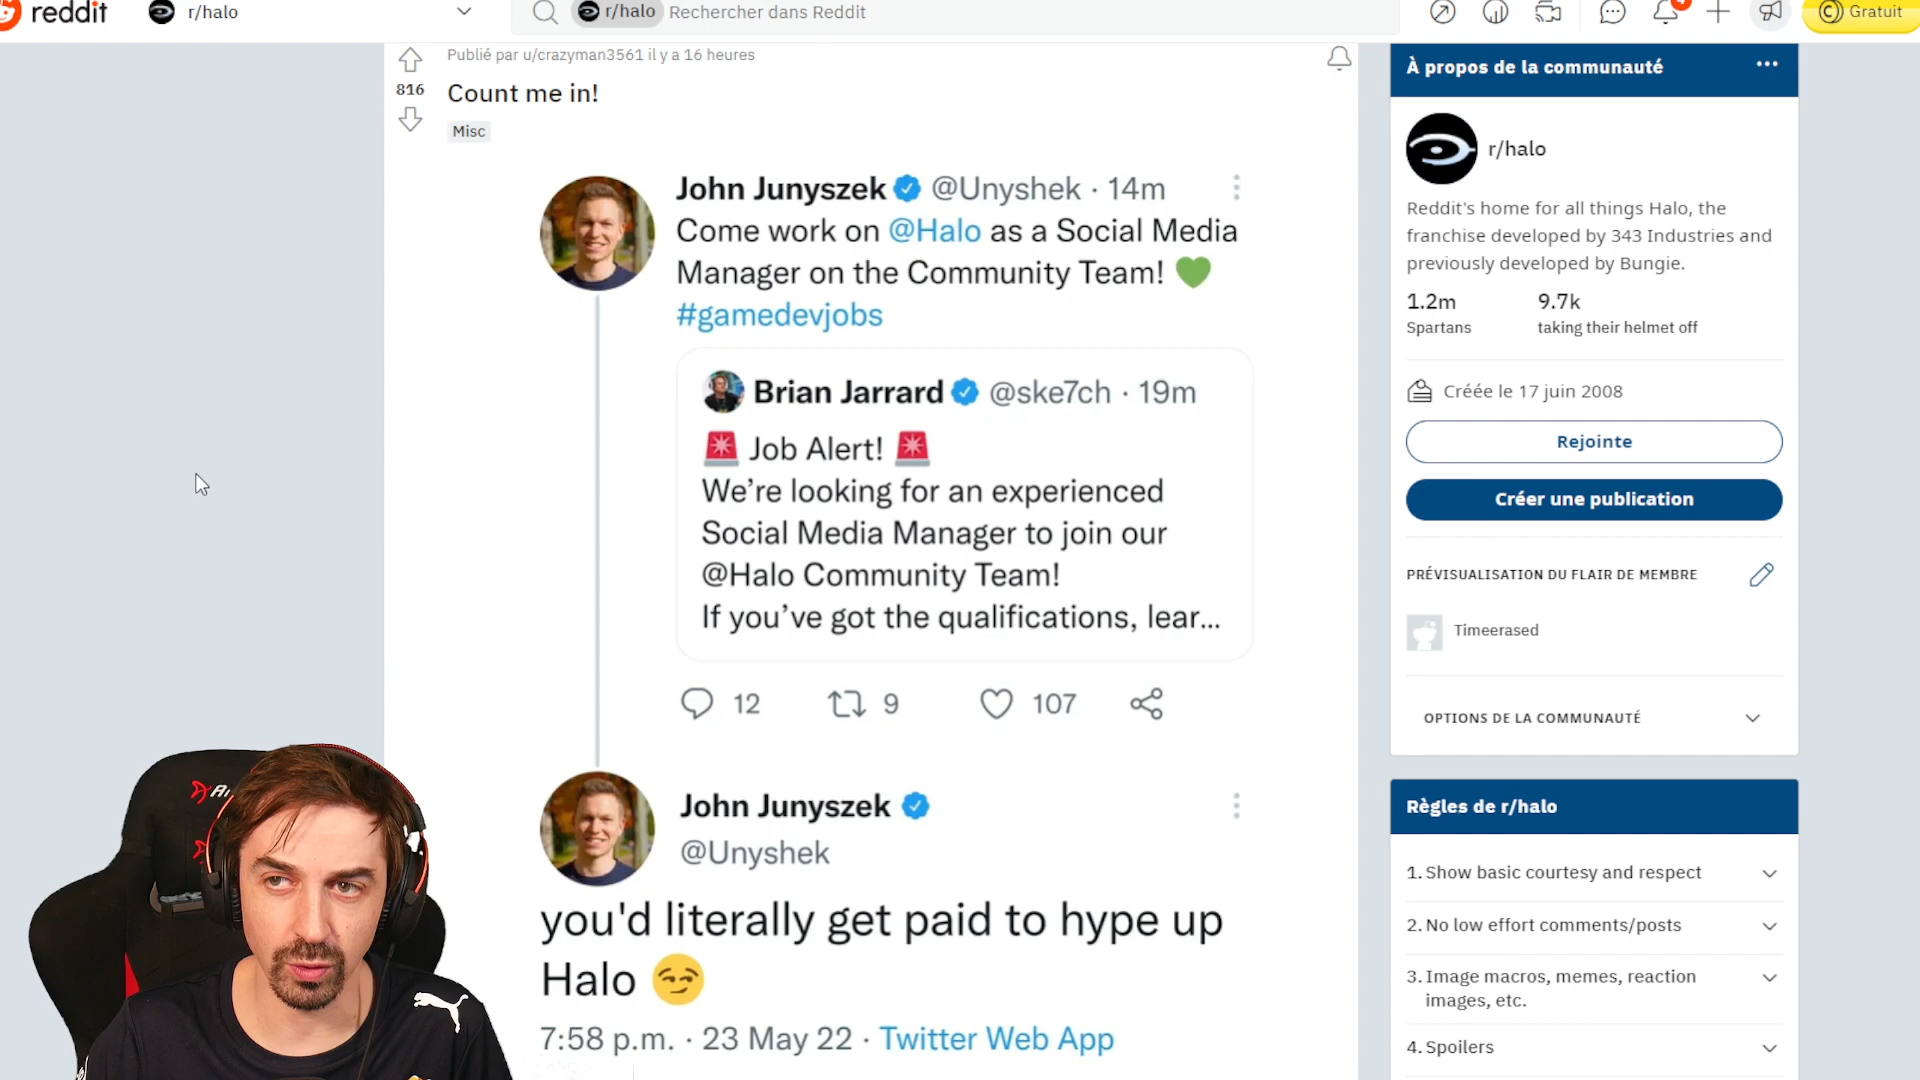 reddit
r/halo
r/halo Rechercher dans Reddit
4
Gratuit
Publié par u/crazyman3561 il y a 16 heures
816
Count me in!
Misc
John Junyszek @Unyshek · 14m
Come work on @Halo as a Social Media
Manager on the Community Team! 💚
#gamedevjobs
Brian Jarrard @ske7ch · 19m
🚨 Job Alert! 🚨
We're looking for an experienced
Social Media Manager to join our
@Halo Community Team!
If you've got the qualifications, lear...
12 9 107
John Junyszek
@Unyshek
you'd literally get paid to hype up
Halo 😏
7:58 p.m. · 23 May 22 · Twitter Web App
À propos de la communauté
r/halo
Reddit's home for all things Halo, the
franchise developed by 343 Industries and
previously developed by Bungie.
1.2m 9.7k
Spartans taking their helmet off
Créée le 17 juin 2008
Rejointe
Créer une publication
PRÉVISUALISATION DU FLAIR DE MEMBRE
Timeerased
OPTIONS DE LA COMMUNAUTÉ
Règles de r/halo
1. Show basic courtesy and respect
2. No low effort comments/posts
3. Image macros, memes, reaction
images, etc.
4. Spoilers